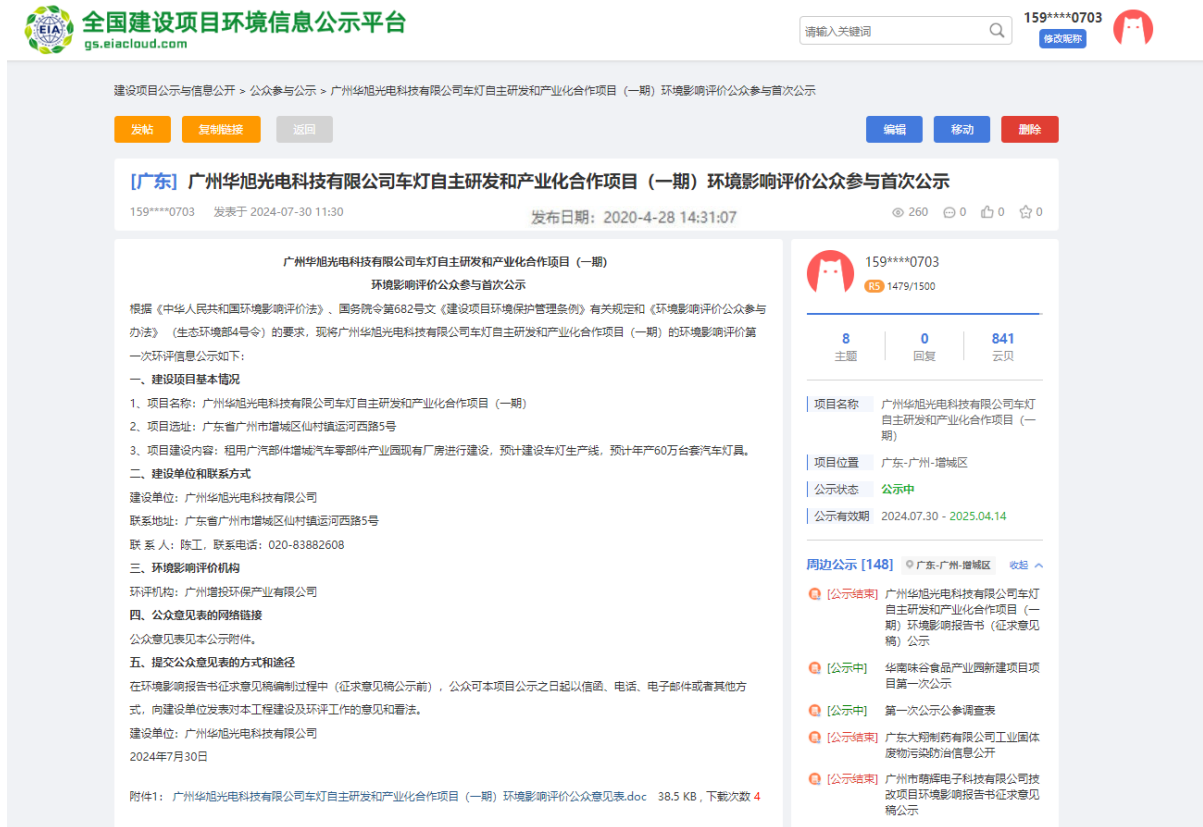 全国建设项目环境信息公示平台
gs.eiacloud.com
EIA
请输入关键词
159****0703
修改昵称
建设项目公示与信息公开 > 公众参与公示 > 广州华旭光电科技有限公司车灯自主研发和产业化合作项目（一期）环境影响评价公众参与首次公示
发帖 复制链接 返回 编辑 移动 删除
[广东] 广州华旭光电科技有限公司车灯自主研发和产业化合作项目（一期）环境影响评价公众参与首次公示
159****0703 发表于 2024-07-30 11:30 发布日期：2020-4-28 14:31:07 260 0 0 0
广州华旭光电科技有限公司车灯自主研发和产业化合作项目（一期）
环境影响评价公众参与首次公示
根据《中华人民共和国环境影响评价法》、国务院令第682号文《建设项目环境保护管理条例》有关规定和《环境影响评价公众参与
办法》（生态环境部4号令）的要求，现将广州华旭光电科技有限公司车灯自主研发和产业化合作项目（一期）的环境影响评价第
一次环评信息公示如下：
一、建设项目基本情况
1、项目名称：广州华旭光电科技有限公司车灯自主研发和产业化合作项目（一期）
2、项目选址：广东省广州市增城区仙村镇运河西路5号
3、项目建设内容：租用广汽部件增城汽车零部件产业园现有厂房进行建设，预计建设车灯生产线，预计年产60万台套汽车灯具。
二、建设单位和联系方式
建设单位：广州华旭光电科技有限公司
联系地址：广东省广州市增城区仙村镇运河西路5号
联 系 人：陈工，联系电话：020-83882608
三、环境影响评价机构
环评机构：广州增投环保产业有限公司
四、公众意见表的网络链接
公众意见表见本公示附件。
五、提交公众意见表的方式和途径
在环境影响报告书征求意见稿编制过程中（征求意见稿公示前），公众可本项目公示之日起以信函、电话、电子邮件或者其他方
式，向建设单位发表对本工程建设及环评工作的意见和看法。
建设单位：广州华旭光电科技有限公司
2024年7月30日
附件1： 广州华旭光电科技有限公司车灯自主研发和产业化合作项目（一期）环境影响评价公众意见表.doc 38.5 KB , 下载次数 4
159****0703
R5 1479/1500
8 0 841
主题 回复 云贝
项目名称 广州华旭光电科技有限公司车灯
自主研发和产业化合作项目（一
期）
项目位置 广东-广州-增城区
公示状态 公示中
公示有效期 2024.07.30 - 2025.04.14
周边公示 [148] 广东-广州-增城区 收起
[公示结束] 广州华旭光电科技有限公司车灯
自主研发和产业化合作项目（一
期）环境影响报告书（征求意见
稿）公示
[公示中] 华南味谷食品产业园新建项目项
目第一次公示
[公示中] 第一次公示公参调查表
[公示结束] 广东大翔制药有限公司工业固体
废物污染防治信息公开
[公示结束] 广州市萌辉电子科技有限公司技
改项目环境影响报告书征求意见
稿公示